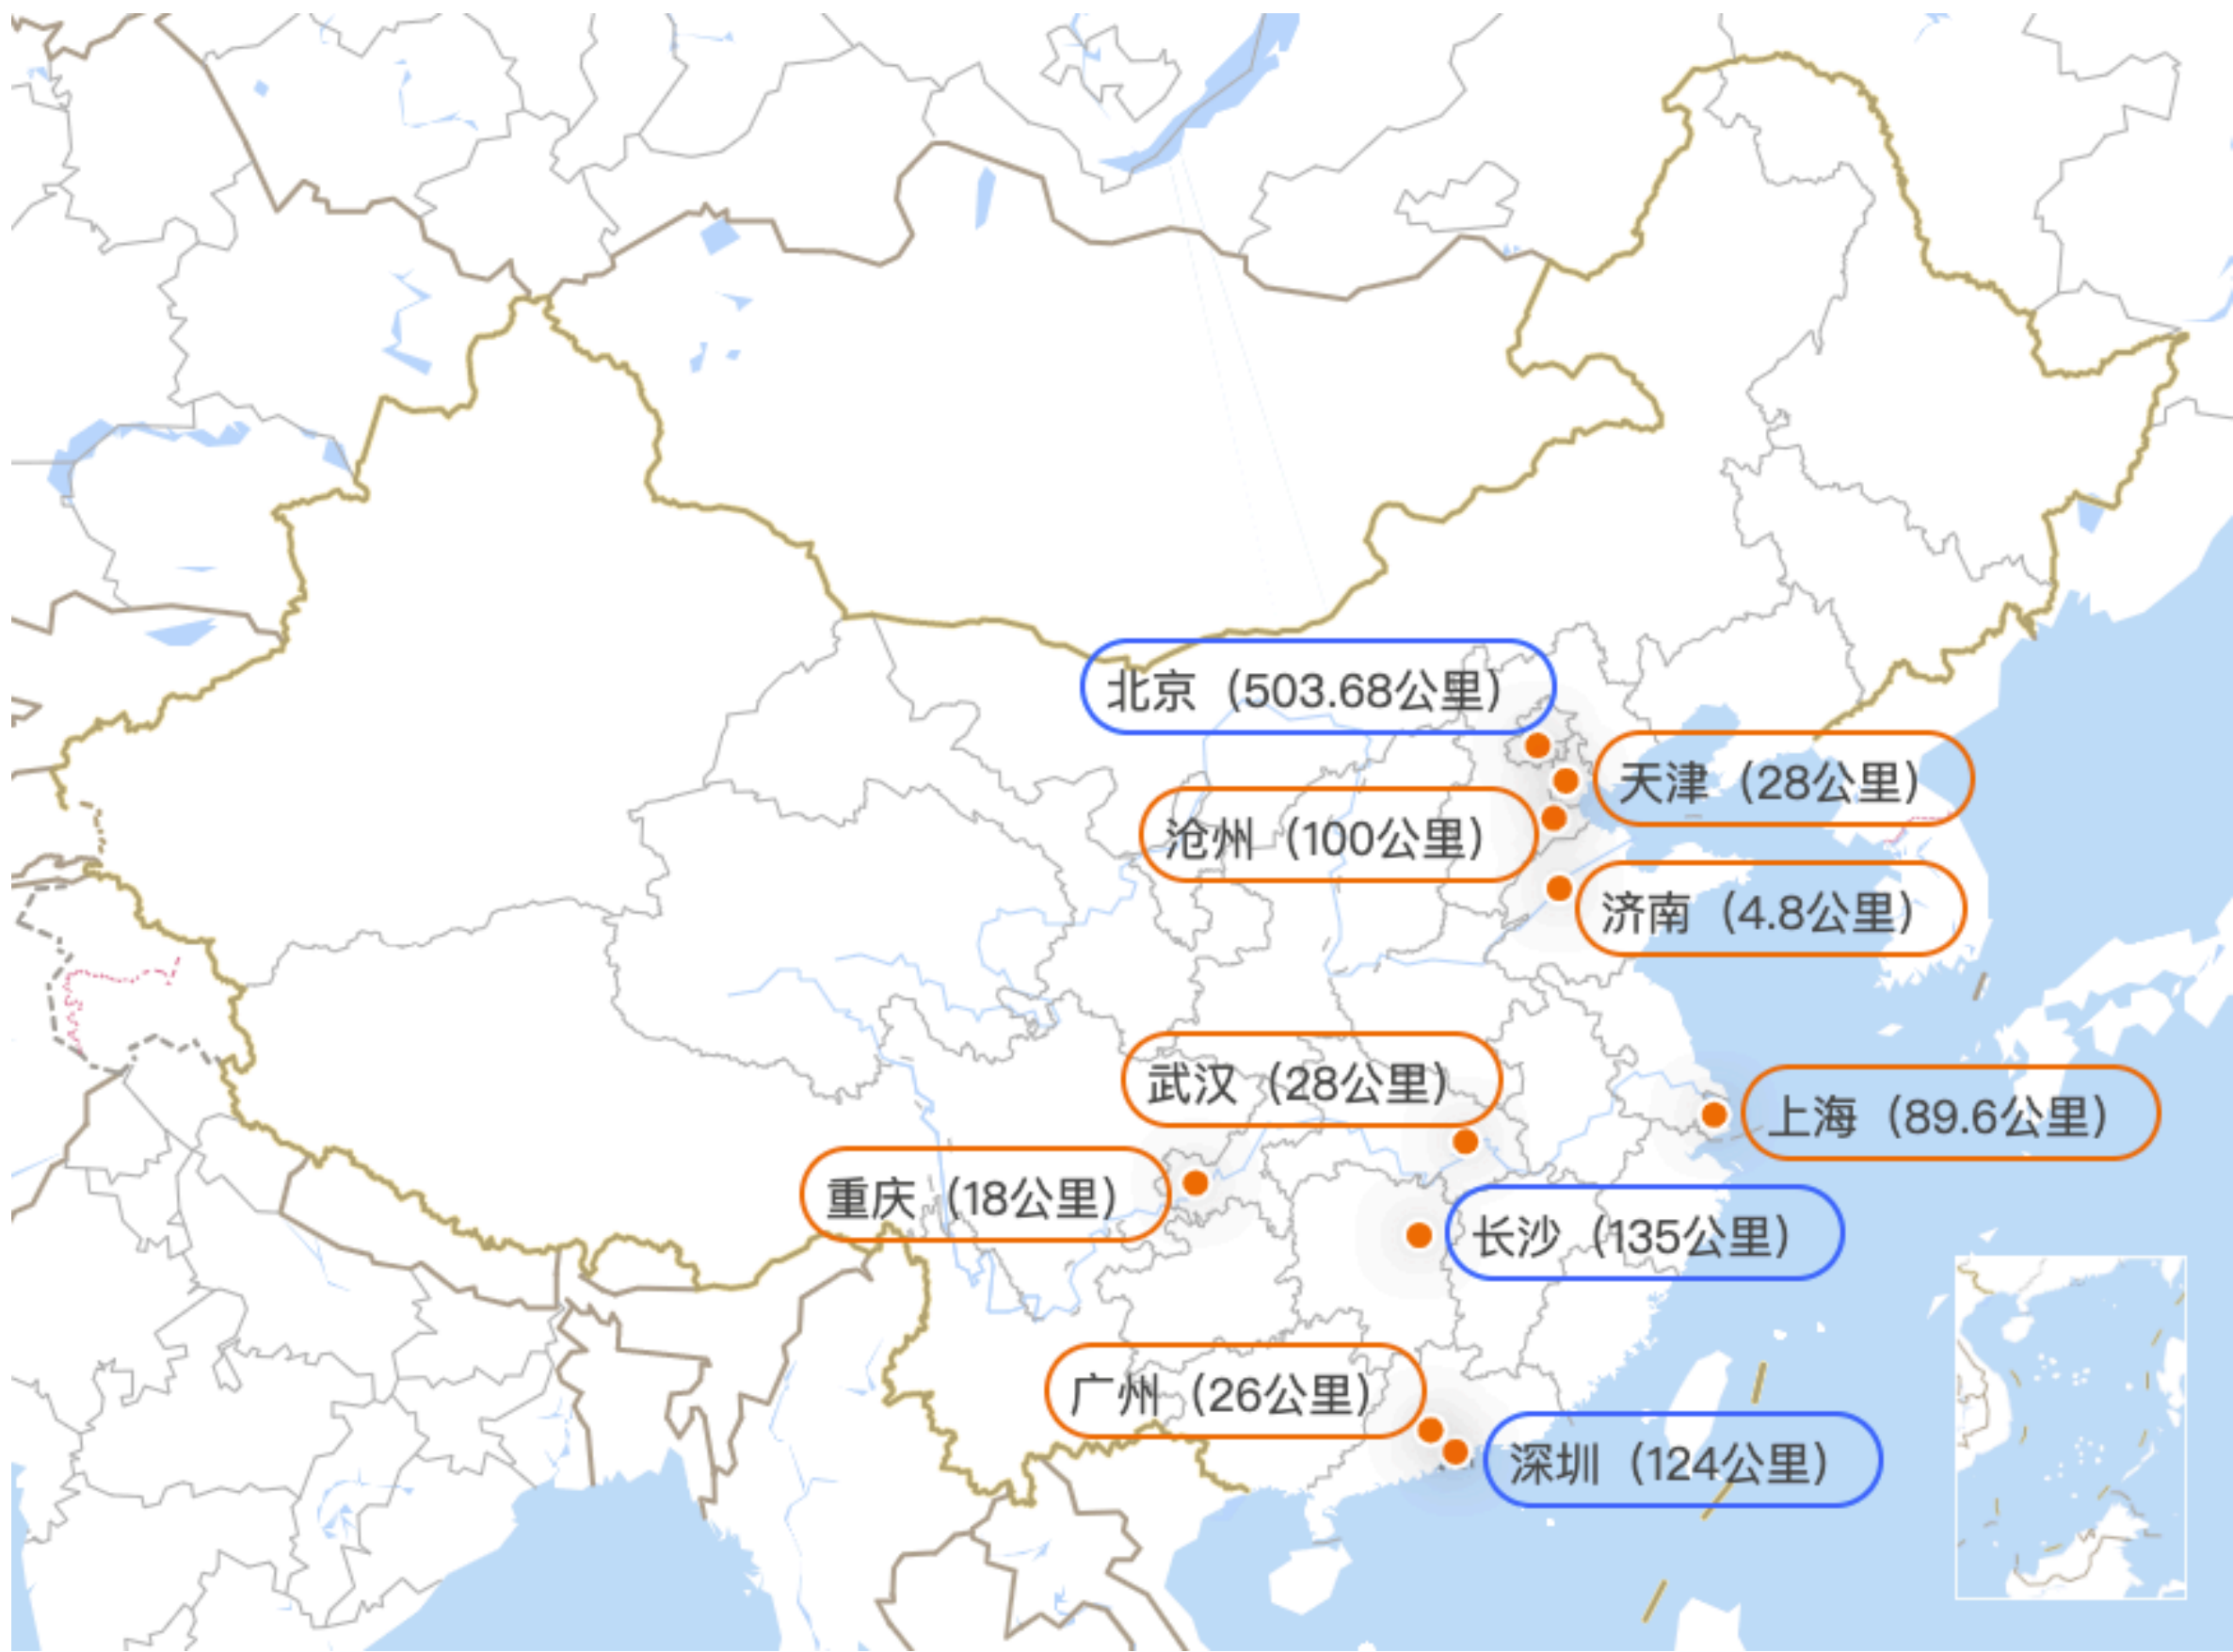 北京（503.68公里）
天津（28公里）
沧州（100公里）
济南（4.8公里）
武汉（28公里）
上海（89.6公里）
重庆（18公里）
长沙（135公里）
广州（26公里）
深圳（124公里）